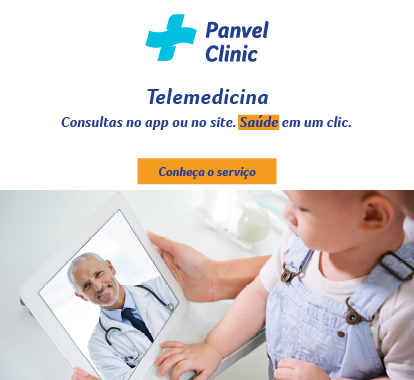 Panvel
Clinic
Telemedicina
Consultas no app ou no site. Saúde em um clic.
Conheça o serviço